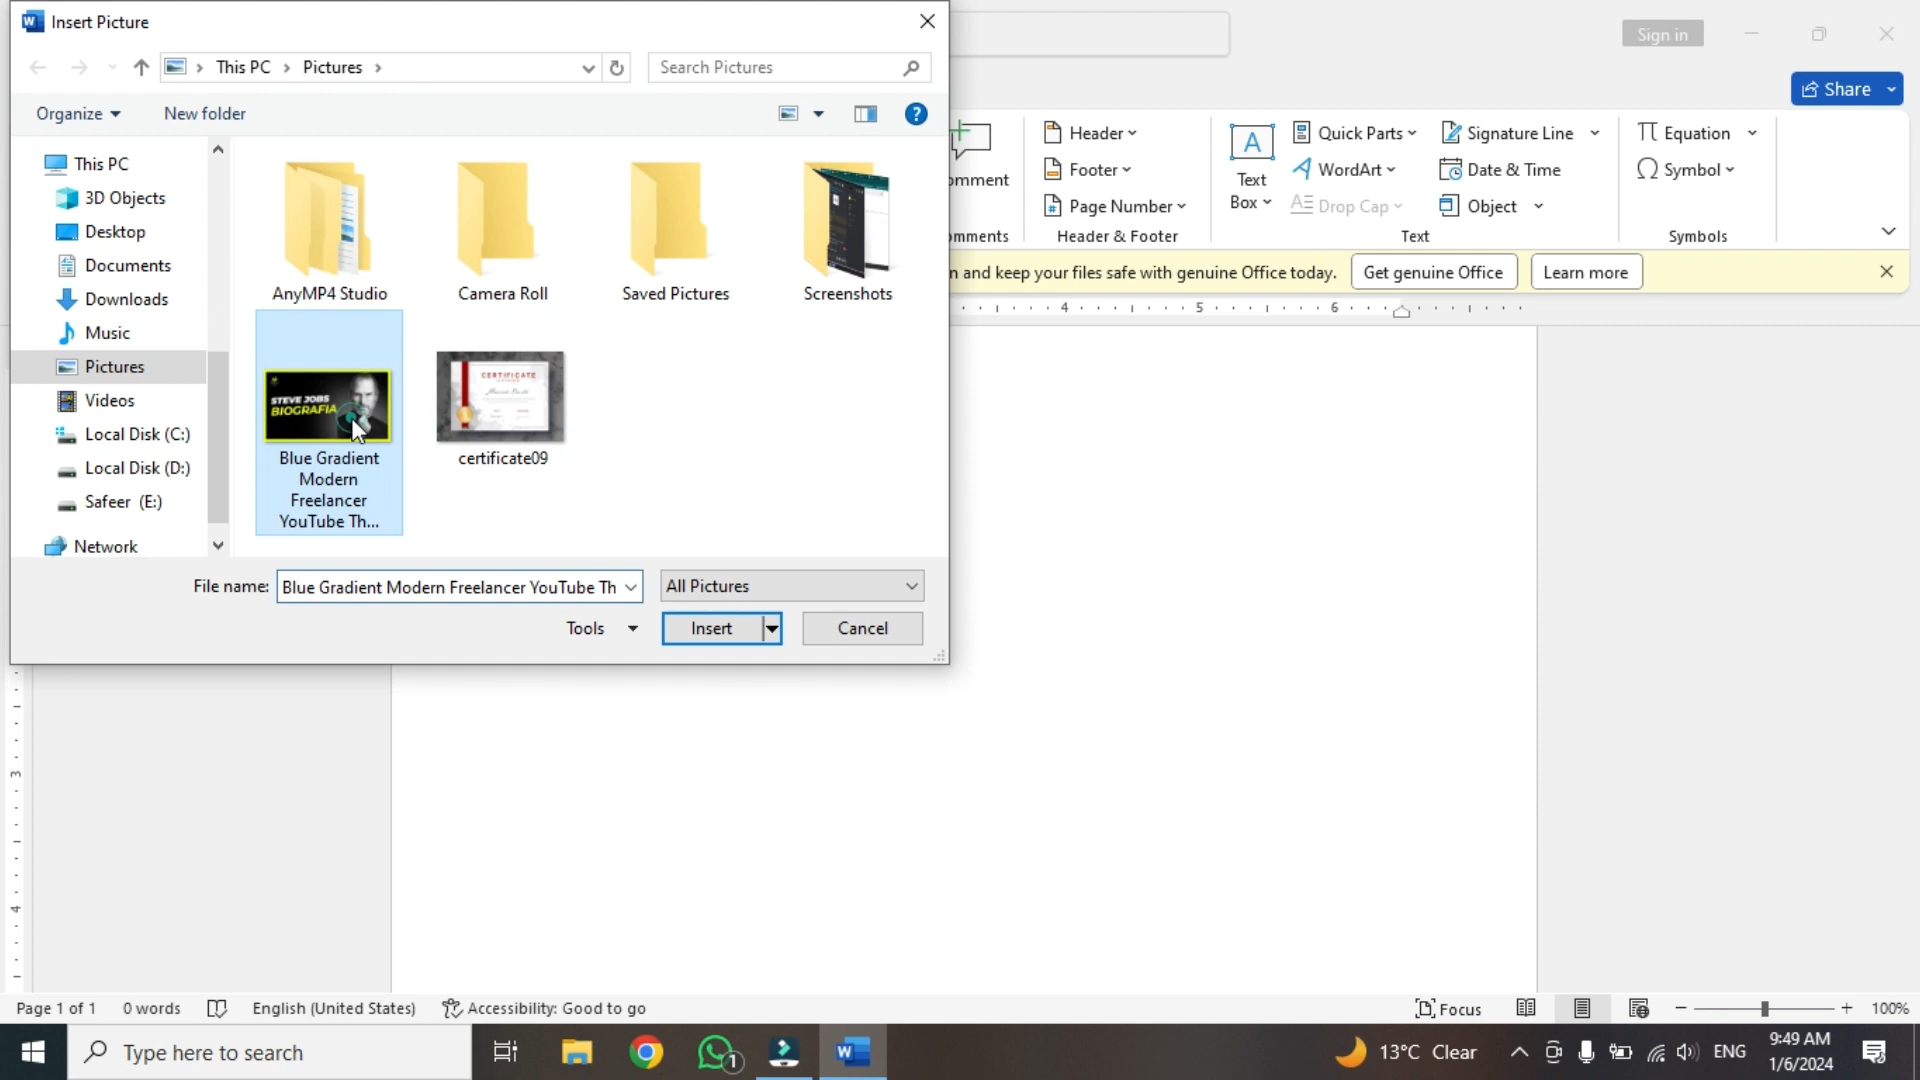 Insert Picture
Sign in
This PC
Pictures
Search Pictures
Share
Organize
New folder
This PC
3D Objects
Desktop
Documents
Downloads
Music
Pictures
Videos
Local Disk (C:)
Local Disk (D:)
Safeer (E:)
Network
AnyMP4 Studio
Camera Roll
Saved Pictures
Screenshots
STEVE JOBS
BIOGRAFIA
Blue Gradient
Modern
Freelancer
YouTube Th...
CERTIFICATE
certificate09
File name:
Blue Gradient Modern Freelancer YouTube Th
All Pictures
Tools
Insert
Cancel
omment
mments
Header
Footer
Page Number
Header & Footer
Text
Box
Quick Parts
WordArt
Drop Cap
Signature Line
Date & Time
Object
Text
Equation
Symbol
Symbols
n and keep your files safe with genuine Office today.
Get genuine Office
Learn more
4 5 6
3
4
Page 1 of 1
0 words
English (United States)
Accessibility: Good to go
Focus
100%
Type here to search
1
13°C Clear
ENG
9:49 AM
1/6/2024